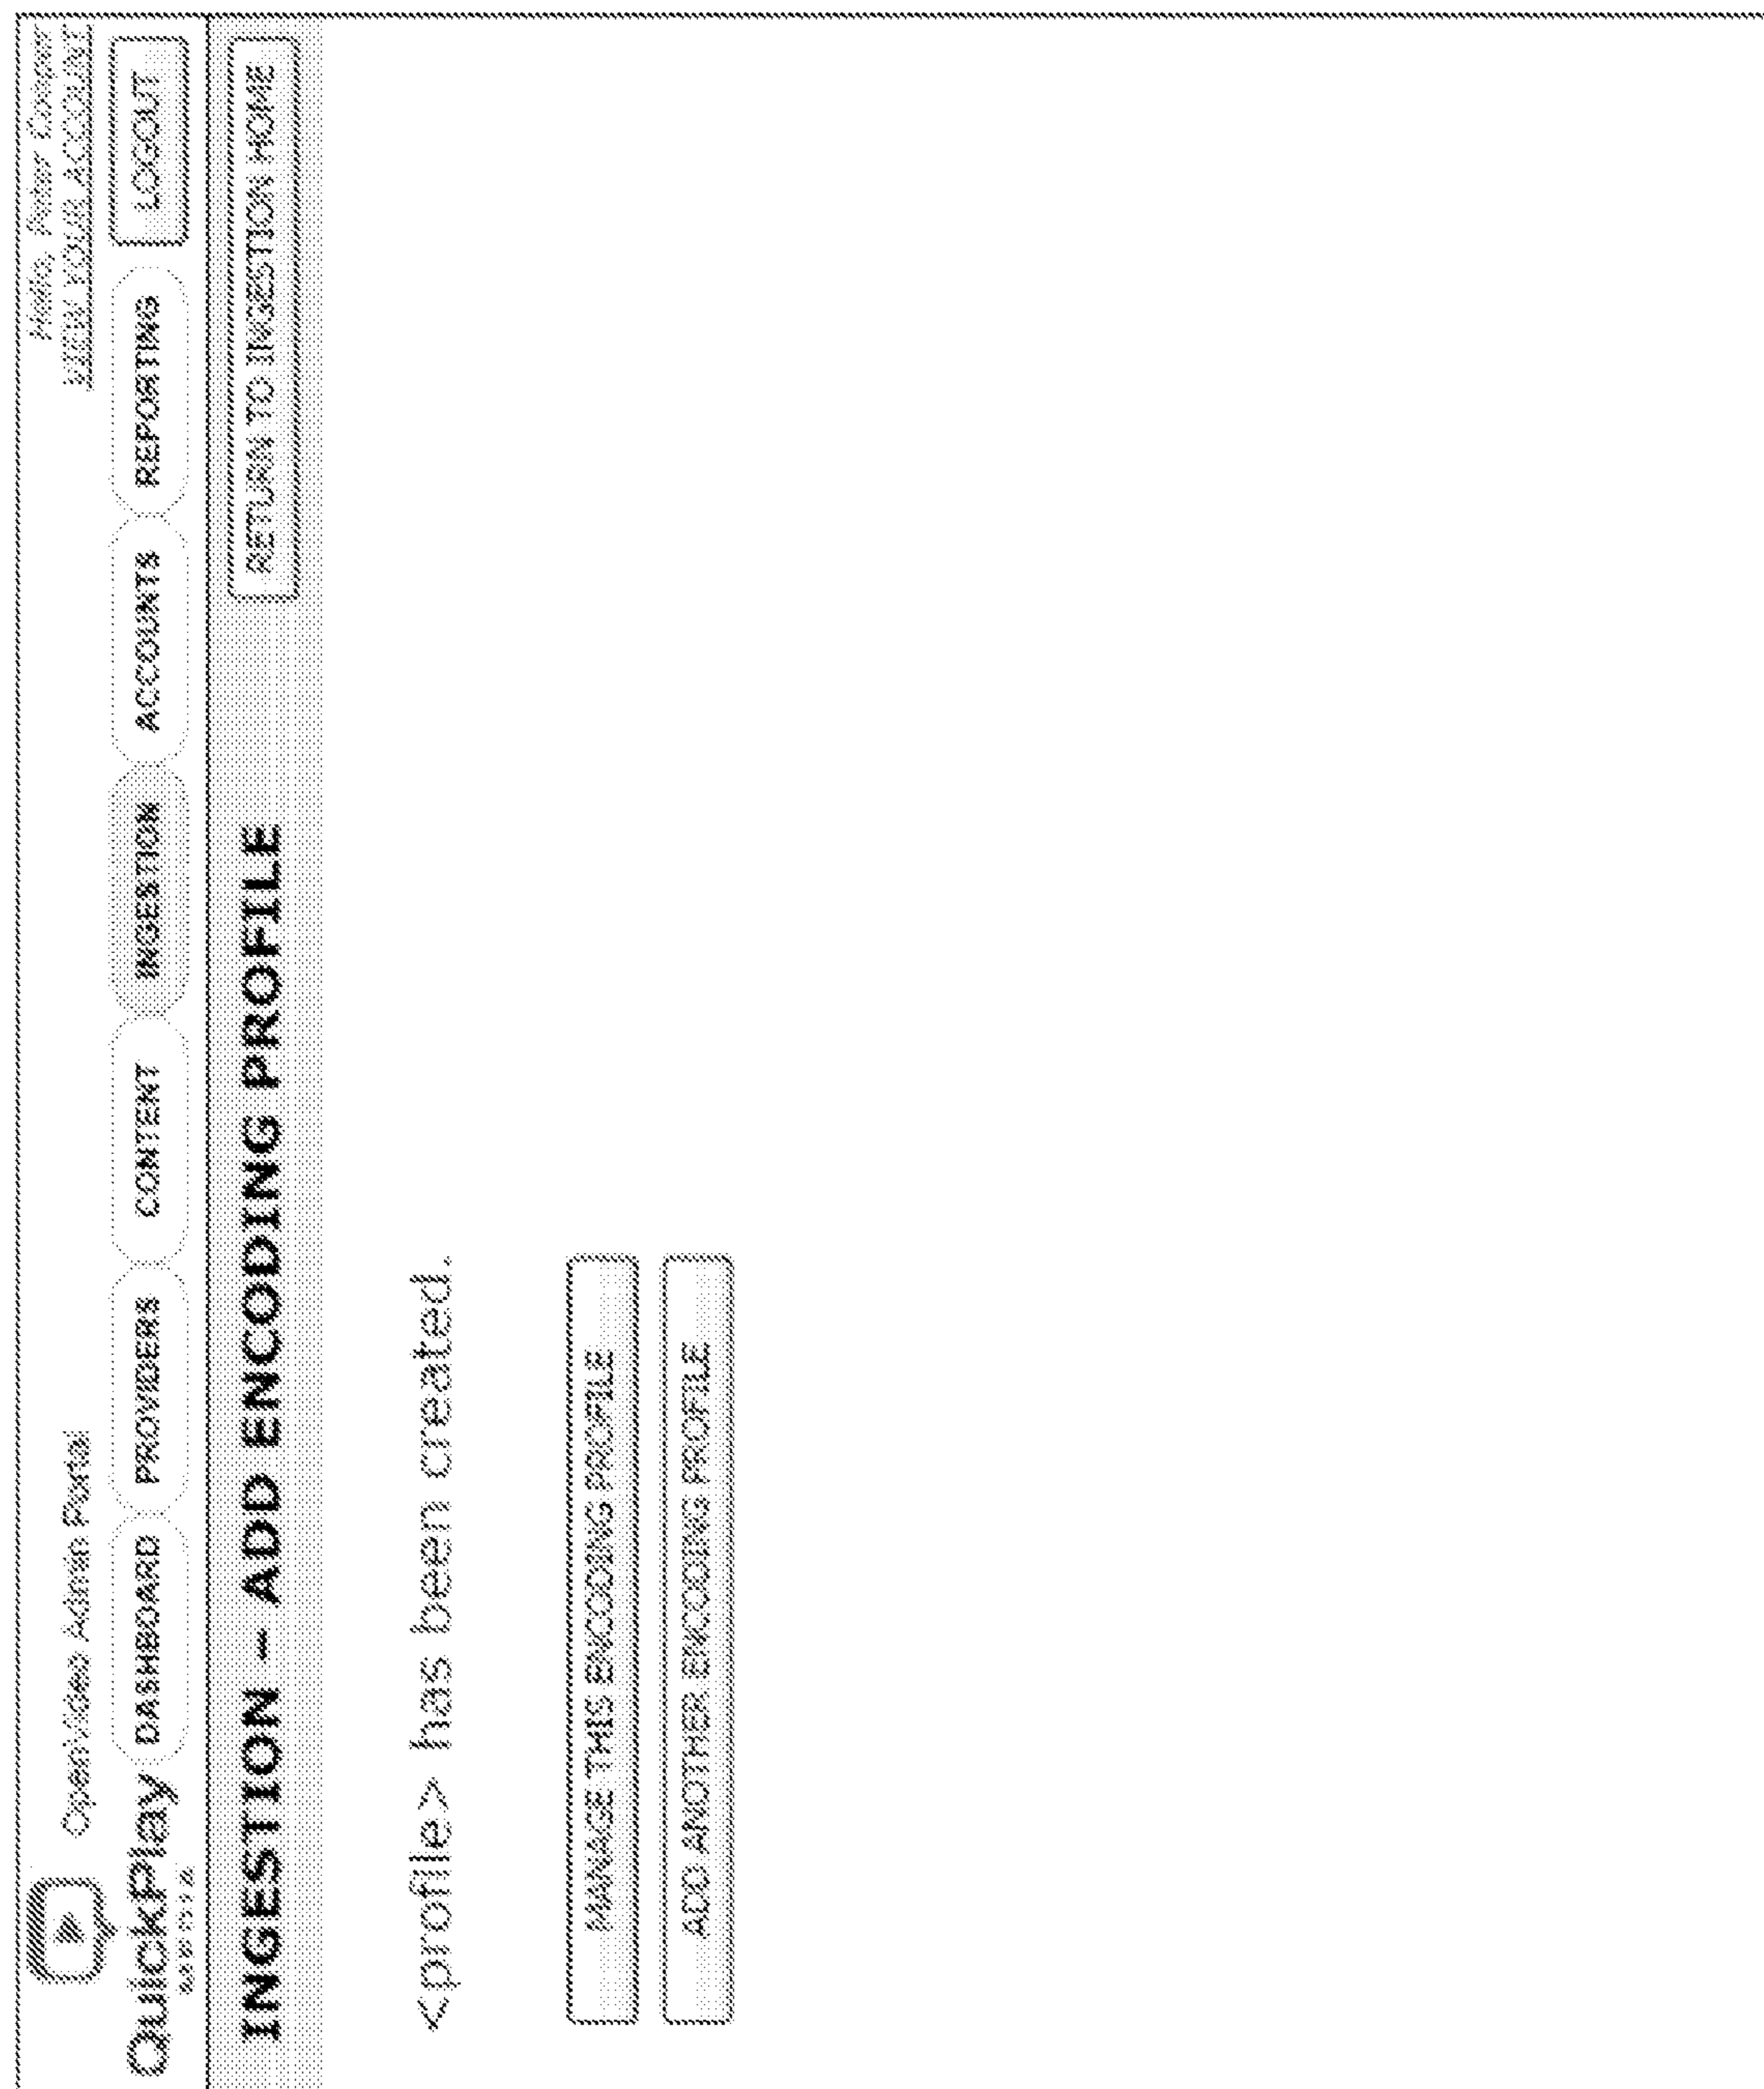 Hello, Peter Cooper
OpenVideo Admin Portal
VIEW YOUR ACCOUNT
QuickPlay
MEDIA
DASHBOARD
PROVIDERS
CONTENT
INGESTION
ACCOUNTS
REPORTING
LOGOUT
INGESTION – ADD ENCODING PROFILE
RETURN TO INGESTION HOME
<profile> has been created.
MANAGE THIS ENCODING PROFILE
ADD ANOTHER ENCODING PROFILE